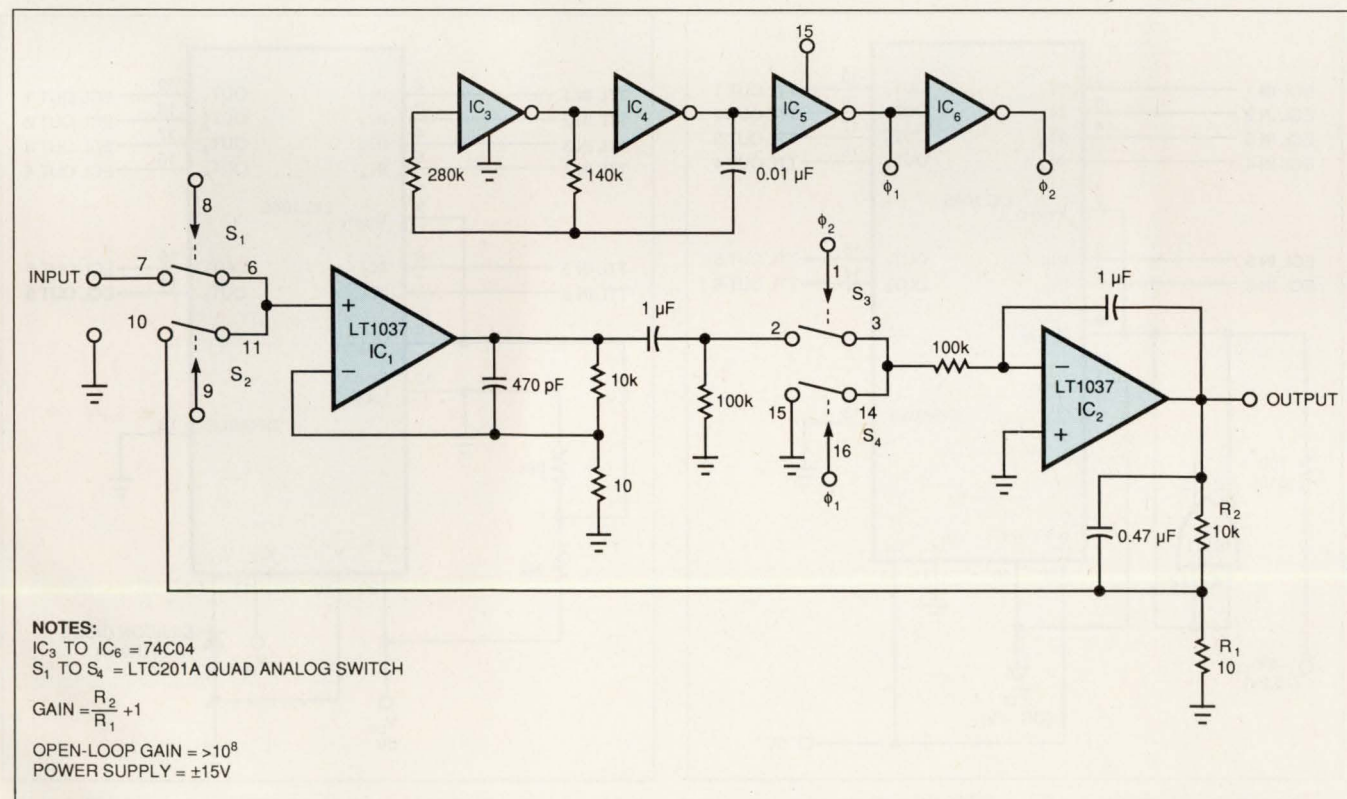 15
IC3
IC4
IC5
IC6
280k
140k
0.01 µF
φ1
φ2
8
S1
INPUT
7
6
10
11
S2
9
+
LT1037
IC1
−
470 pF
10k
10
1 µF
100k
φ2
1
S3
2
3
15
14
S4
16
φ1
100k
1 µF
−
LT1037
IC2
+
OUTPUT
0.47 µF
R2
10k
R1
10
NOTES:
IC3 TO IC6 = 74C04
S1 TO S4 = LTC201A QUAD ANALOG SWITCH
GAIN = R2/R1 +1
OPEN-LOOP GAIN = >10⁸
POWER SUPPLY = ±15V